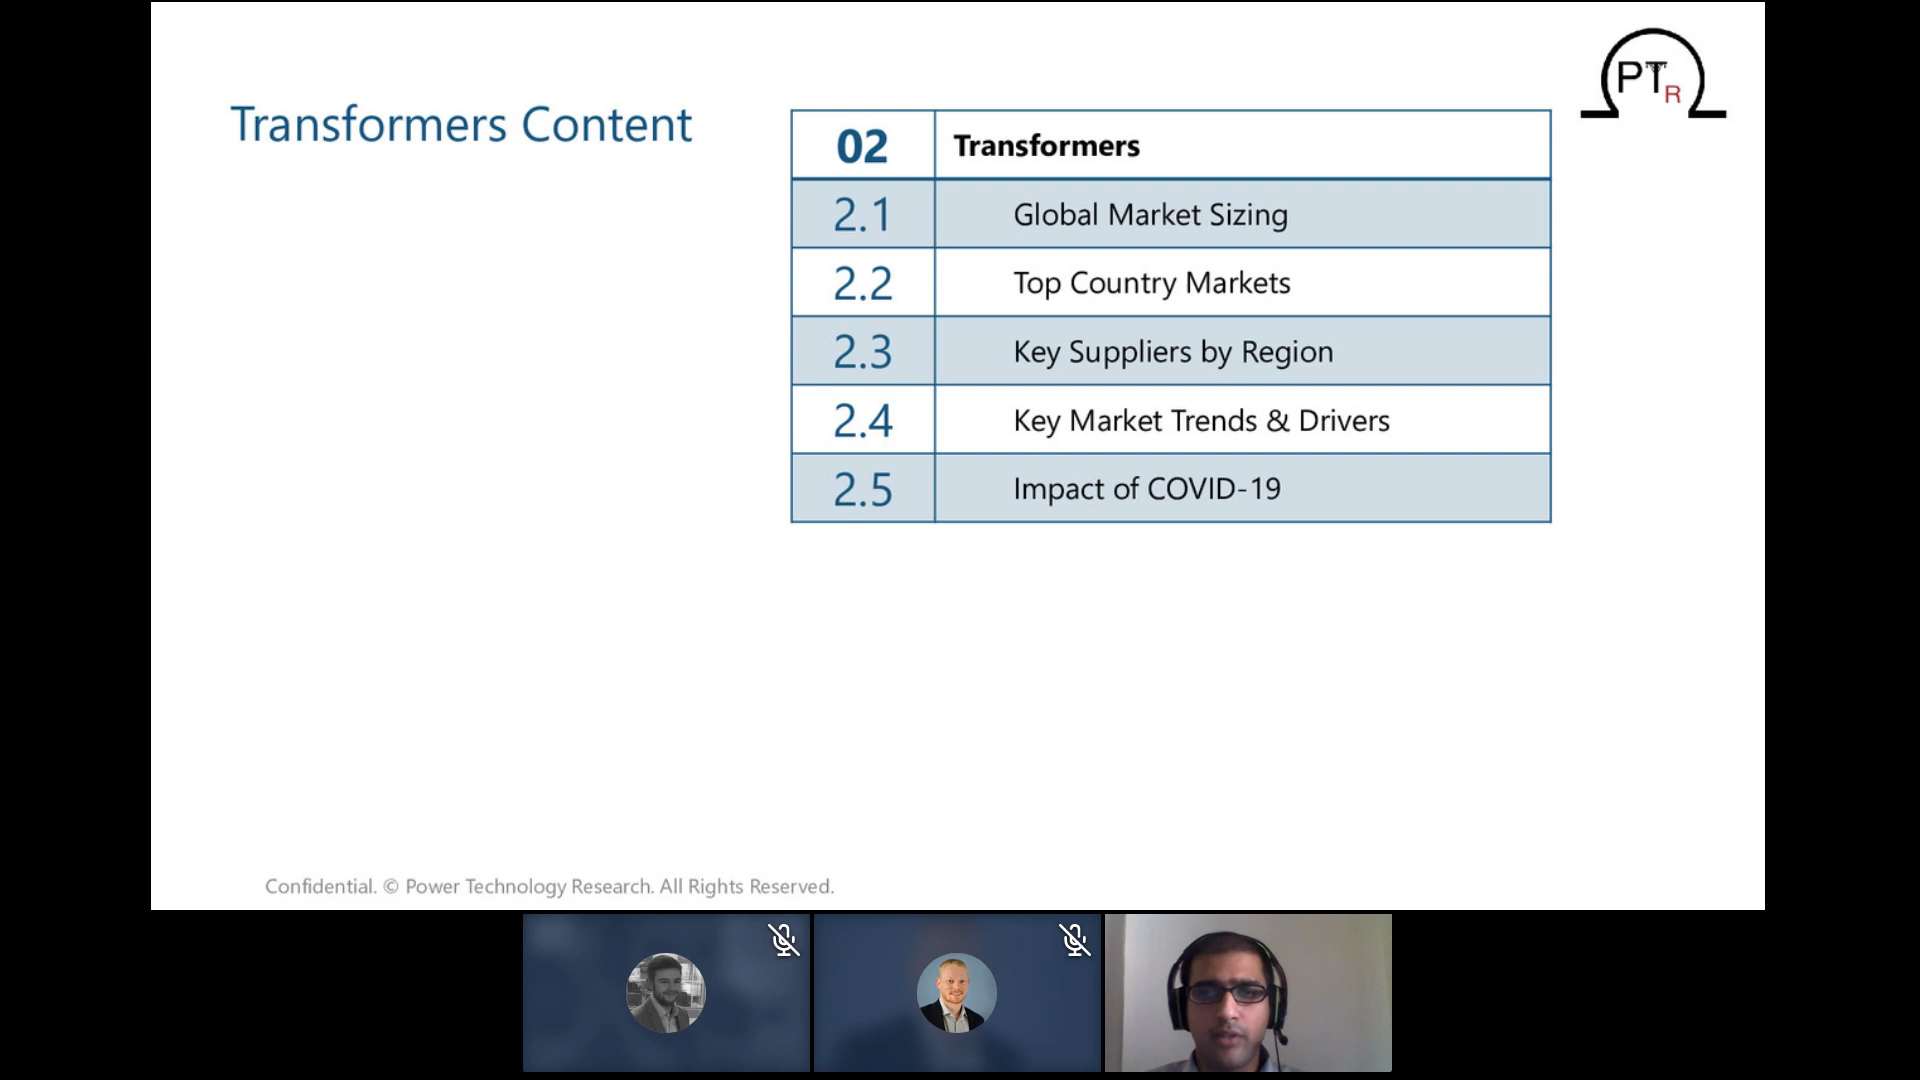 Transformers Content
02 Transformers
2.1 Global Market Sizing
2.2 Top Country Markets
2.3 Key Suppliers by Region
2.4 Key Market Trends & Drivers
2.5 Impact of COVID-19
PTR
Confidential. © Power Technology Research. All Rights Reserved.